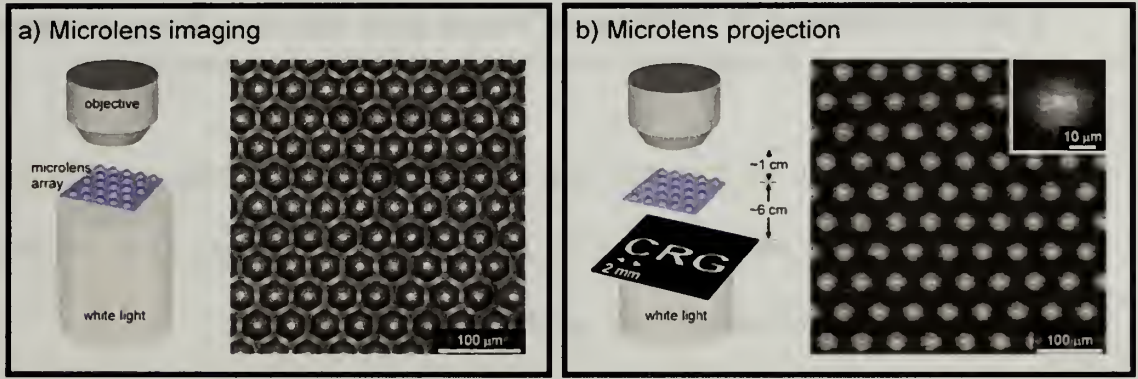 a) Microlens imaging
objective
microlens
array
white light
100 μm
b) Microlens projection
~1 cm
~6 cm
CRG
2 mm
white light
10 μm
100 μm